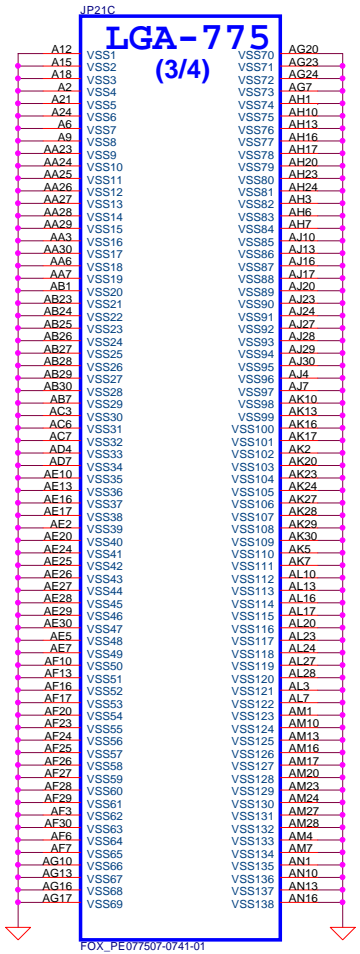 JP21C
LGA-775
(3/4)
A12 VSS1 VSS70 AG20
A15 VSS2 VSS71 AG23
A18 VSS3 VSS72 AG24
A2 VSS4 VSS73 AG7
A21 VSS5 VSS74 AH1
A24 VSS6 VSS75 AH10
A6 VSS7 VSS76 AH13
A9 VSS8 VSS77 AH16
AA23 VSS9 VSS78 AH17
AA24 VSS10 VSS79 AH20
AA25 VSS11 VSS80 AH23
AA26 VSS12 VSS81 AH24
AA27 VSS13 VSS82 AH3
AA28 VSS14 VSS83 AH6
AA29 VSS15 VSS84 AH7
AA3 VSS16 VSS85 AJ10
AA30 VSS17 VSS86 AJ13
AA6 VSS18 VSS87 AJ16
AA7 VSS19 VSS88 AJ17
AB1 VSS20 VSS89 AJ20
AB23 VSS21 VSS90 AJ23
AB24 VSS22 VSS91 AJ24
AB25 VSS23 VSS92 AJ27
AB26 VSS24 VSS93 AJ28
AB27 VSS25 VSS94 AJ29
AB28 VSS26 VSS95 AJ30
AB29 VSS27 VSS96 AJ4
AB30 VSS28 VSS97 AJ7
AB7 VSS29 VSS98 AK10
AC3 VSS30 VSS99 AK13
AC6 VSS31 VSS100 AK16
AC7 VSS32 VSS101 AK17
AD4 VSS33 VSS102 AK2
AD7 VSS34 VSS103 AK20
AE10 VSS35 VSS104 AK23
AE13 VSS36 VSS105 AK24
AE16 VSS37 VSS106 AK27
AE17 VSS38 VSS107 AK28
AE2 VSS39 VSS108 AK29
AE20 VSS40 VSS109 AK30
AE24 VSS41 VSS110 AK5
AE25 VSS42 VSS111 AK7
AE26 VSS43 VSS112 AL10
AE27 VSS44 VSS113 AL13
AE28 VSS45 VSS114 AL16
AE29 VSS46 VSS115 AL17
AE30 VSS47 VSS116 AL20
AE5 VSS48 VSS117 AL23
AE7 VSS49 VSS118 AL24
AF10 VSS50 VSS119 AL27
AF13 VSS51 VSS120 AL28
AF16 VSS52 VSS121 AL3
AF17 VSS53 VSS122 AL7
AF20 VSS54 VSS123 AM1
AF23 VSS55 VSS124 AM10
AF24 VSS56 VSS125 AM13
AF25 VSS57 VSS126 AM16
AF26 VSS58 VSS127 AM17
AF27 VSS59 VSS128 AM20
AF28 VSS60 VSS129 AM23
AF29 VSS61 VSS130 AM24
AF3 VSS62 VSS131 AM27
AF30 VSS63 VSS132 AM28
AF6 VSS64 VSS133 AM4
AF7 VSS65 VSS134 AM7
AG10 VSS66 VSS135 AN1
AG13 VSS67 VSS136 AN10
AG16 VSS68 VSS137 AN13
AG17 VSS69 VSS138 AN16
FOX_PE077507-0741-01